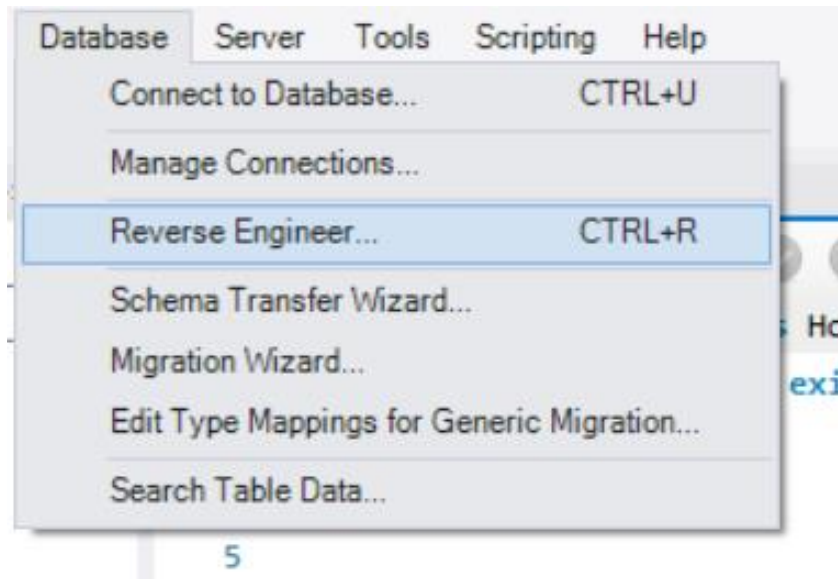 Database Server Tools Scripting Help
Connect to Database... CTRL+U
Manage Connections...
Reverse Engineer... CTRL+R
Schema Transfer Wizard...
Migration Wizard...
Edit Type Mappings for Generic Migration...
Search Table Data...
5